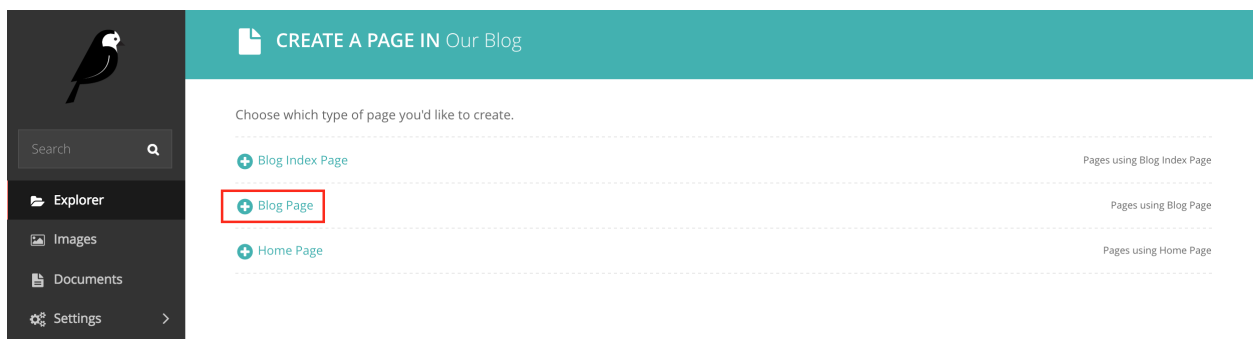 CREATE A PAGE IN Our Blog
Choose which type of page you'd like to create.
Search
Blog Index Page Pages using Blog Index Page
Explorer
Blog Page Pages using Blog Page
Images
Home Page Pages using Home Page
Documents
Settings